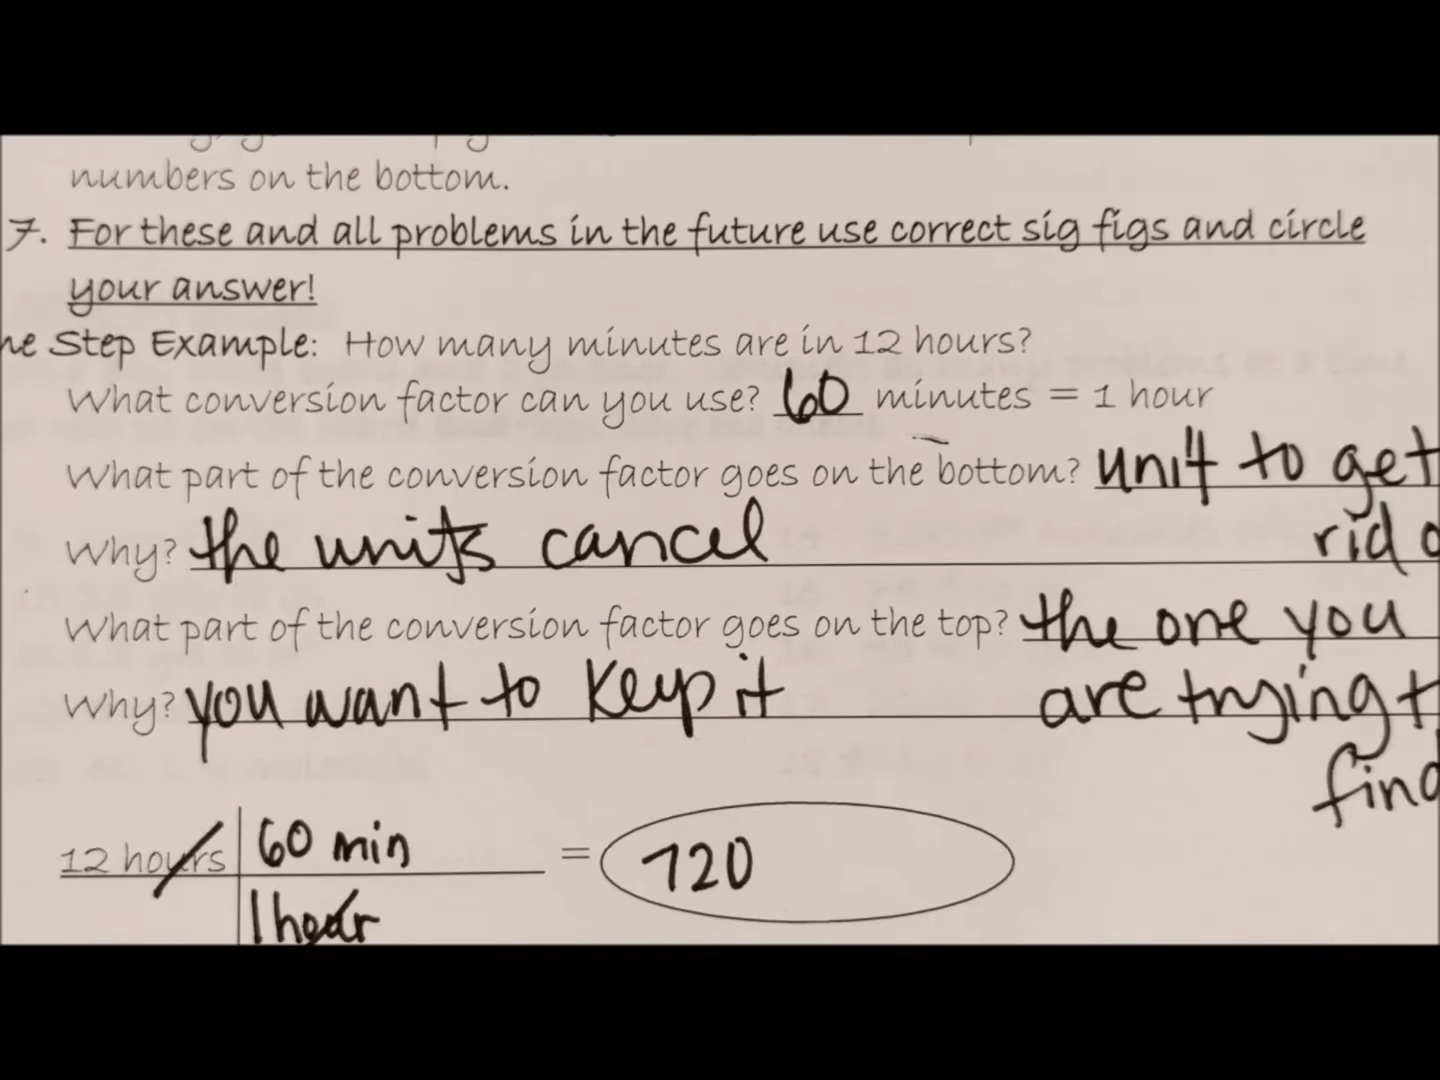 numbers on the bottom.
7. For these and all problems in the future use correct sig figs and circle
your answer!
ne Step Example: How many minutes are in 12 hours?
What conversion factor can you use? 60 minutes = 1 hour
What part of the conversion factor goes on the bottom? unit to get
Why? the units cancel rid o
What part of the conversion factor goes on the top? the one you
Why? you want to keep it are trying t
find
12 hours 60 min = 720
1 hour